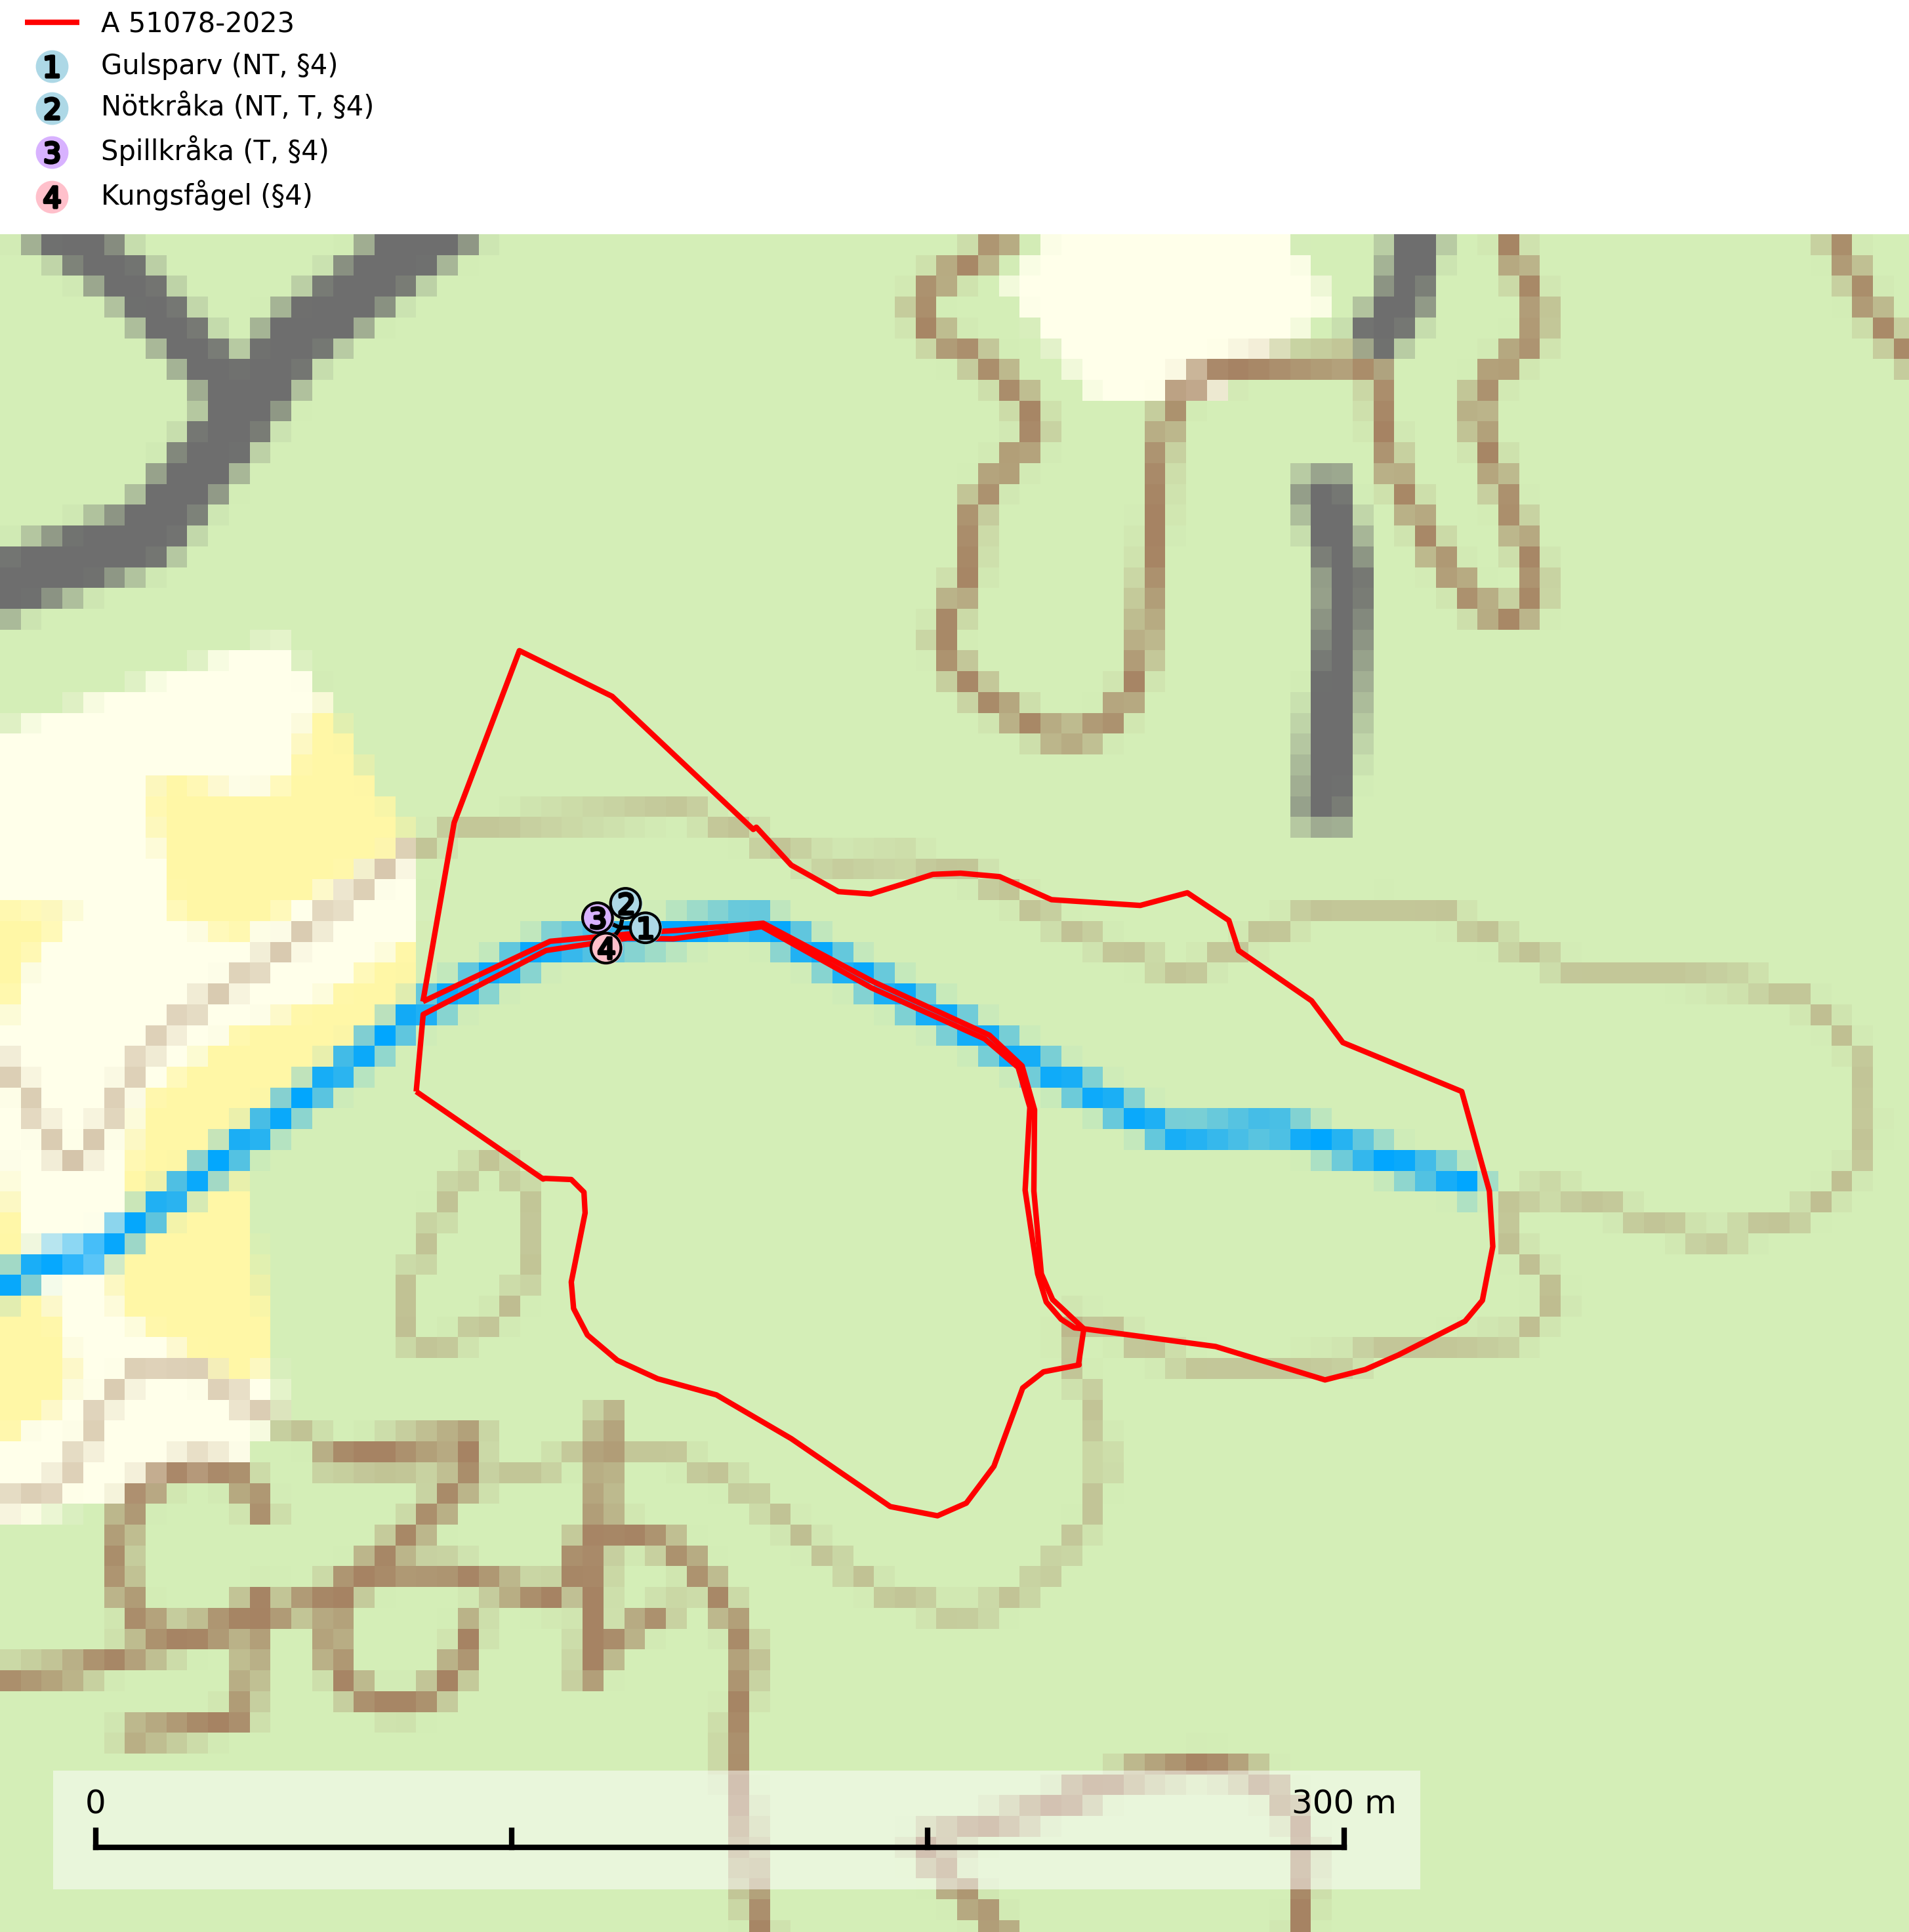 A 51078-2023
1 Gulsparv (NT, §4)
2 Nötkråka (NT, T, §4)
3 Spillkråka (T, §4)
4 Kungsfågel (§4)
2
3
1
4
0 300 m